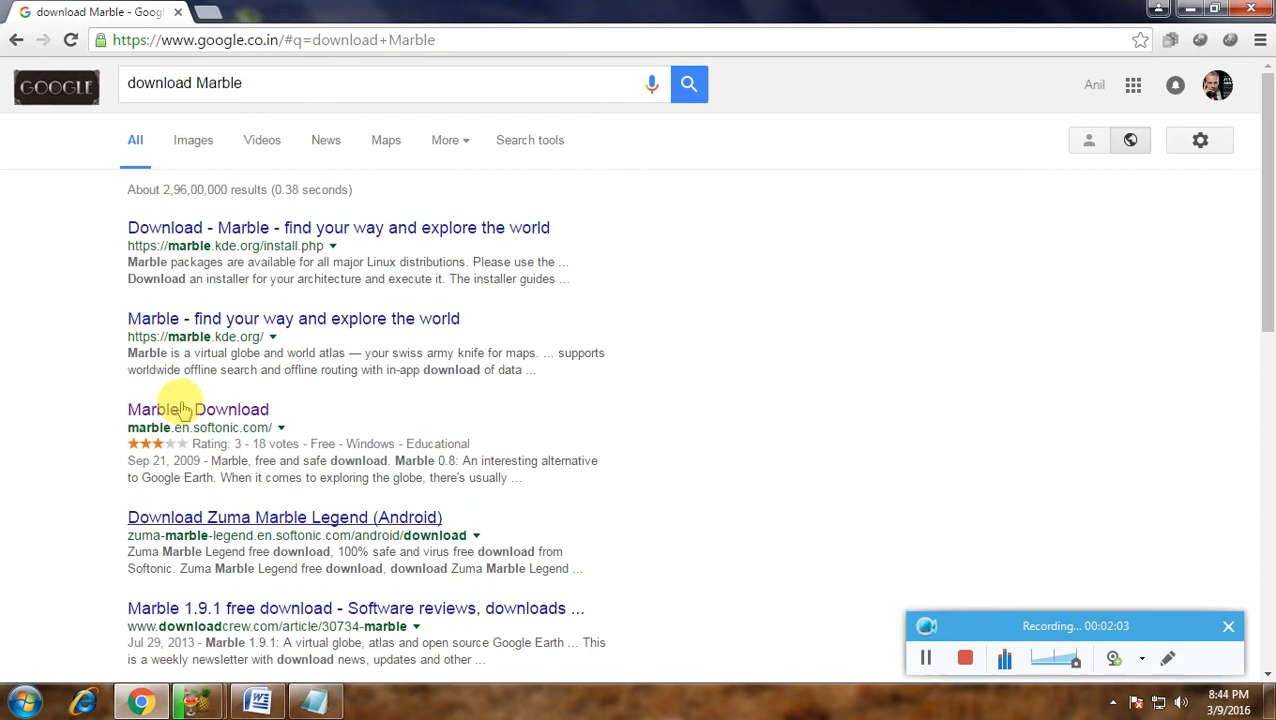 download Marble - Googl
https://www.google.co.in/#q=download+Marble
GOOGLE
download Marble
Anil
All Images Videos News Maps More Search tools
About 2,96,00,000 results (0.38 seconds)
Download - Marble - find your way and explore the world
https://marble.kde.org/install.php
Marble packages are available for all major Linux distributions. Please use the ...
Download an installer for your architecture and execute it. The installer guides ...
Marble - find your way and explore the world
https://marble.kde.org/
Marble is a virtual globe and world atlas — your swiss army knife for maps. ... supports
worldwide offline search and offline routing with in-app download of data ...
Marble - Download
marble.en.softonic.com/
Rating: 3 - 18 votes - Free - Windows - Educational
Sep 21, 2009 - Marble, free and safe download. Marble 0.8: An interesting alternative
to Google Earth. When it comes to exploring the globe, there's usually ...
Download Zuma Marble Legend (Android)
zuma-marble-legend.en.softonic.com/android/download
Zuma Marble Legend free download, 100% safe and virus free download from
Softonic. Zuma Marble Legend free download, download Zuma Marble Legend ...
Marble 1.9.1 free download - Software reviews, downloads ...
www.downloadcrew.com/article/30734-marble
Jul 29, 2013 - Marble 1.9.1: A virtual globe, atlas and open source Google Earth ... This
is a weekly newsletter with download news, updates and other ...
Recording... 00:02:03
8:44 PM
3/9/2016